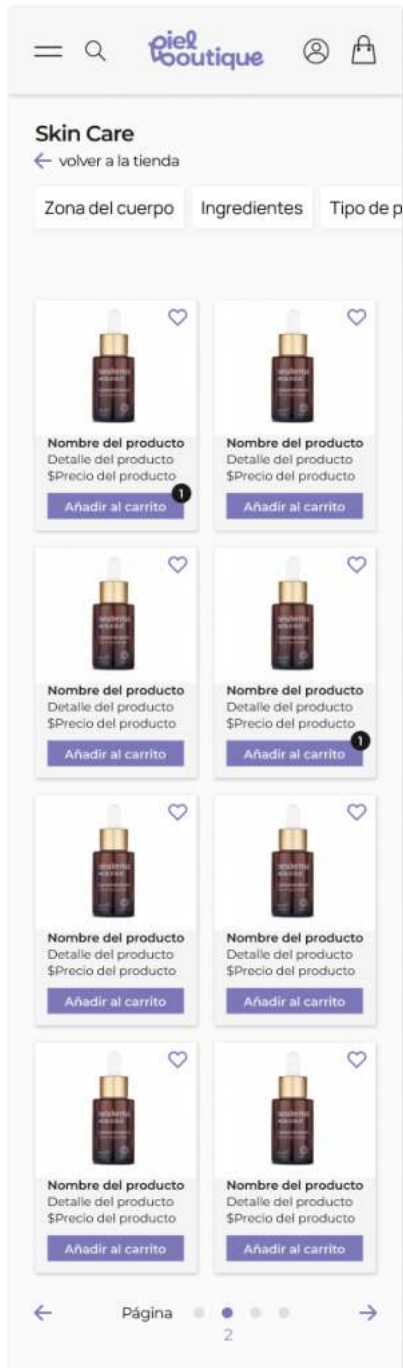 piel
boutique
Skin Care
volver a la tienda
Zona del cuerpo Ingredientes Tipo de p
Nombre del producto
Detalle del producto
$Precio del producto
1
Añadir al carrito
Nombre del producto
Detalle del producto
$Precio del producto
Añadir al carrito
Nombre del producto
Detalle del producto
$Precio del producto
Añadir al carrito
Nombre del producto
Detalle del producto
$Precio del producto
1
Añadir al carrito
Nombre del producto
Detalle del producto
$Precio del producto
Añadir al carrito
Nombre del producto
Detalle del producto
$Precio del producto
Añadir al carrito
Nombre del producto
Detalle del producto
$Precio del producto
Añadir al carrito
Nombre del producto
Detalle del producto
$Precio del producto
Añadir al carrito
Página
2